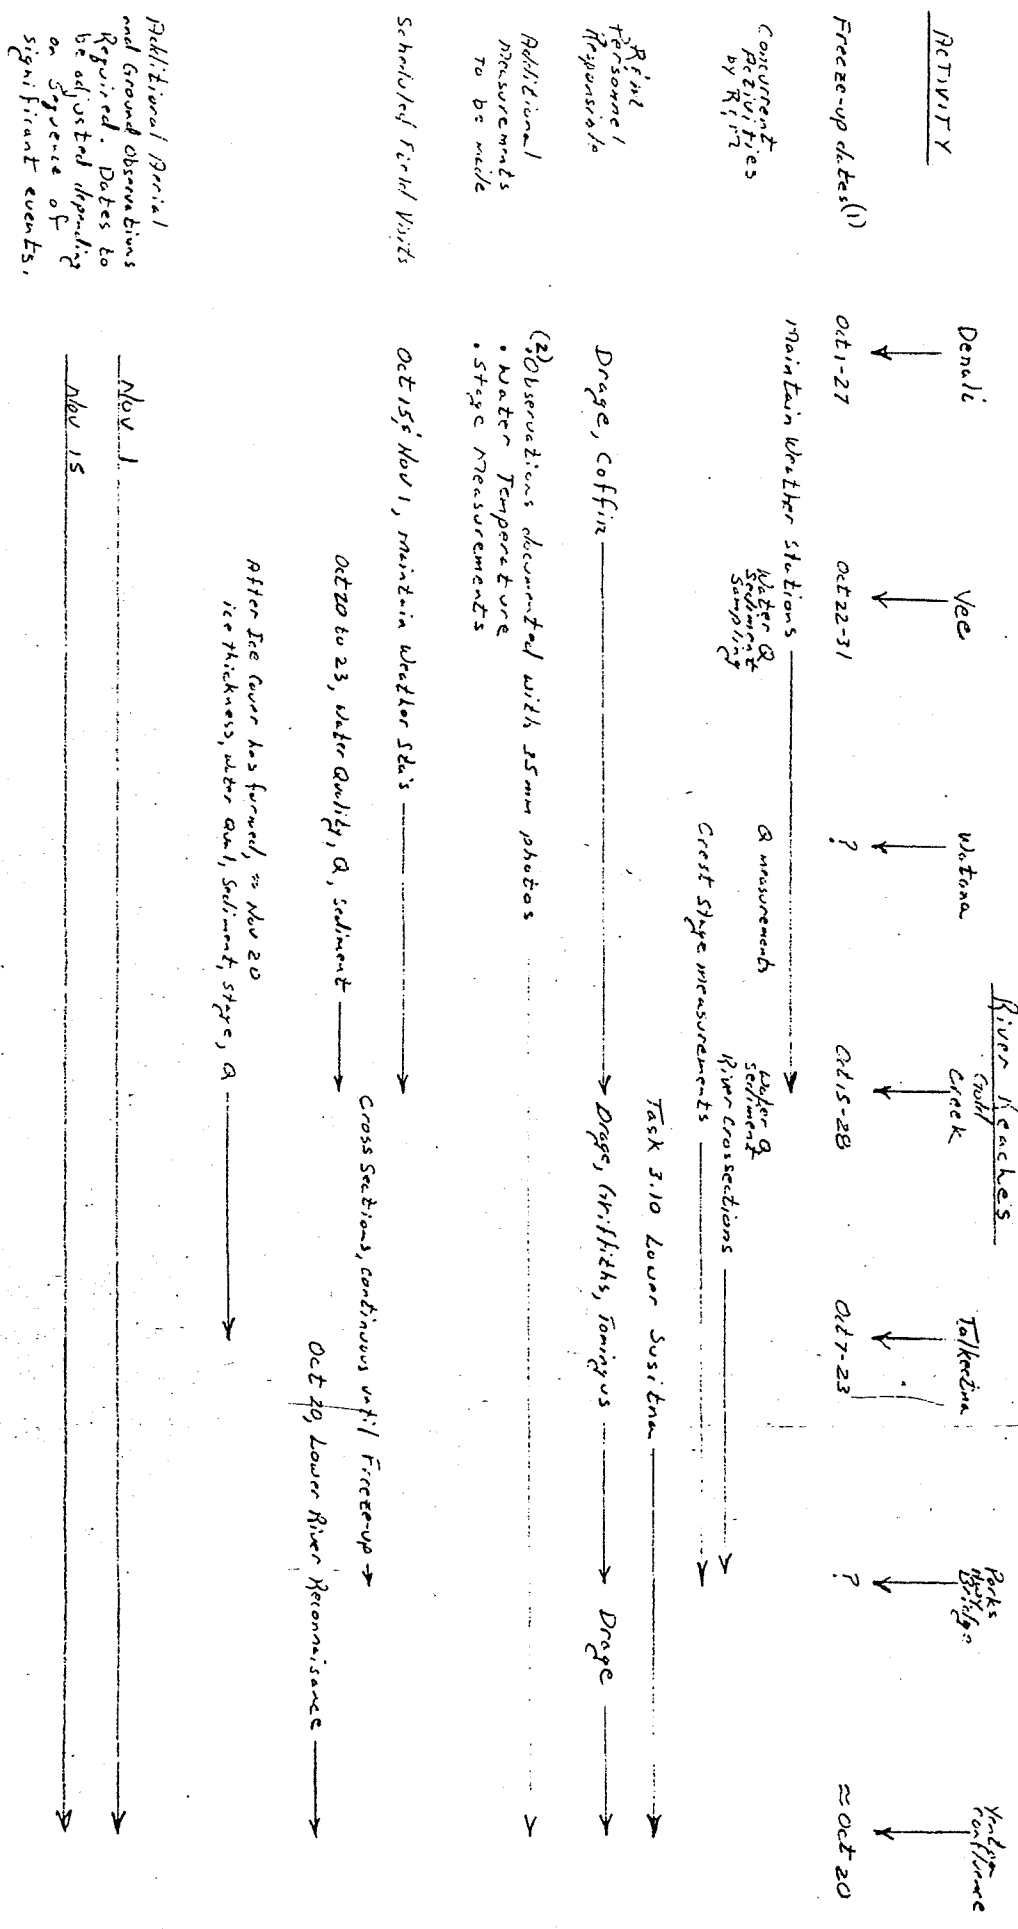 River Reaches
ACTIVITY
Denali
Vee
Watana
Gold
Creek
Talkeetna
Parks
Hwy
Bridge
Yentna
confluence
Freeze-up dates(1)
Oct 1-27
Oct 22-31
?
Oct 15-28
Oct 7-23
?
≈ Oct 20
Concurrent
Activities
by R&M
Maintain Weather Stations
Water Q
Sediment
Sampling
Q measurements
Water Q
Sediment
River Crossections
Crest Stage measurements
Task 3.10 Lower Susitna
R&M
Personnel
Responsible
Drage, Coffin
Drage, Griffiths, Tomingus
Drage
Additional
measurements
to be made
(2)
• Observations documented with 35 mm photos
• Water Temperature
• Stage Measurements
Scheduled Field Visits
Oct 15, & Nov 1, Maintain Weather Sta's
Cross Sections, continuous until Freeze-up
Oct 20 to 23, Water Quality, Q, Sediment
Oct 20, Lower River Reconnaisance
After Ice Cover has formed, ≈ Nov 20
ice thickness, water Qual, Sediment, Stage, Q
Additional Aerial
and Ground Observations
Required. Dates to
be adjusted depending
on Sequence of
significant events.
Nov 1
Nov 15